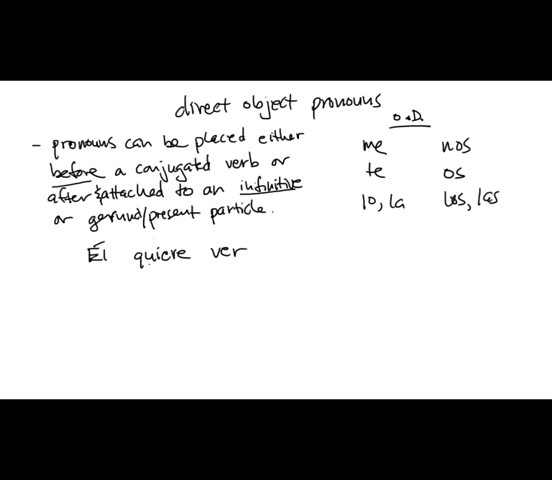 direct object pronouns
O.D.
- pronouns can be placed either
before a conjugated verb or
after & attached to an infinitive
or gerund/present particle.
me nos
te os
lo, la los, las
Él quiere ver